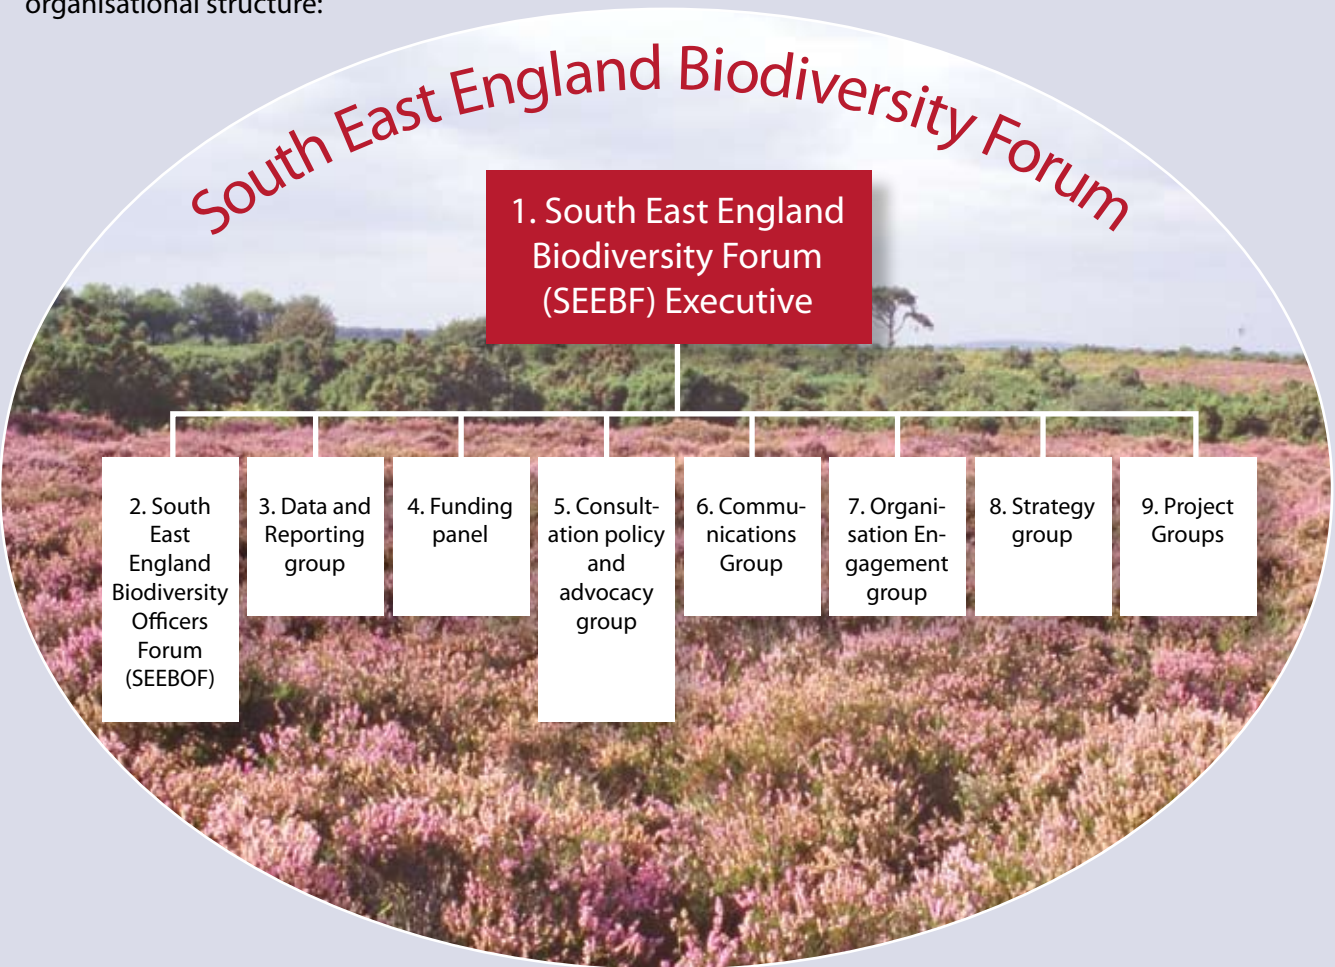 organisational structure:
South East England Biodiversity Forum
1. South East England
Biodiversity Forum
(SEEBF) Executive
2. South
East
England
Biodiversity
Officers
Forum
(SEEBOF)
3. Data and
Reporting
group
4. Funding
panel
5. Consult-
ation policy
and
advocacy
group
6. Commu-
nications
Group
7. Organi-
sation En-
gagement
group
8. Strategy
group
9. Project
Groups